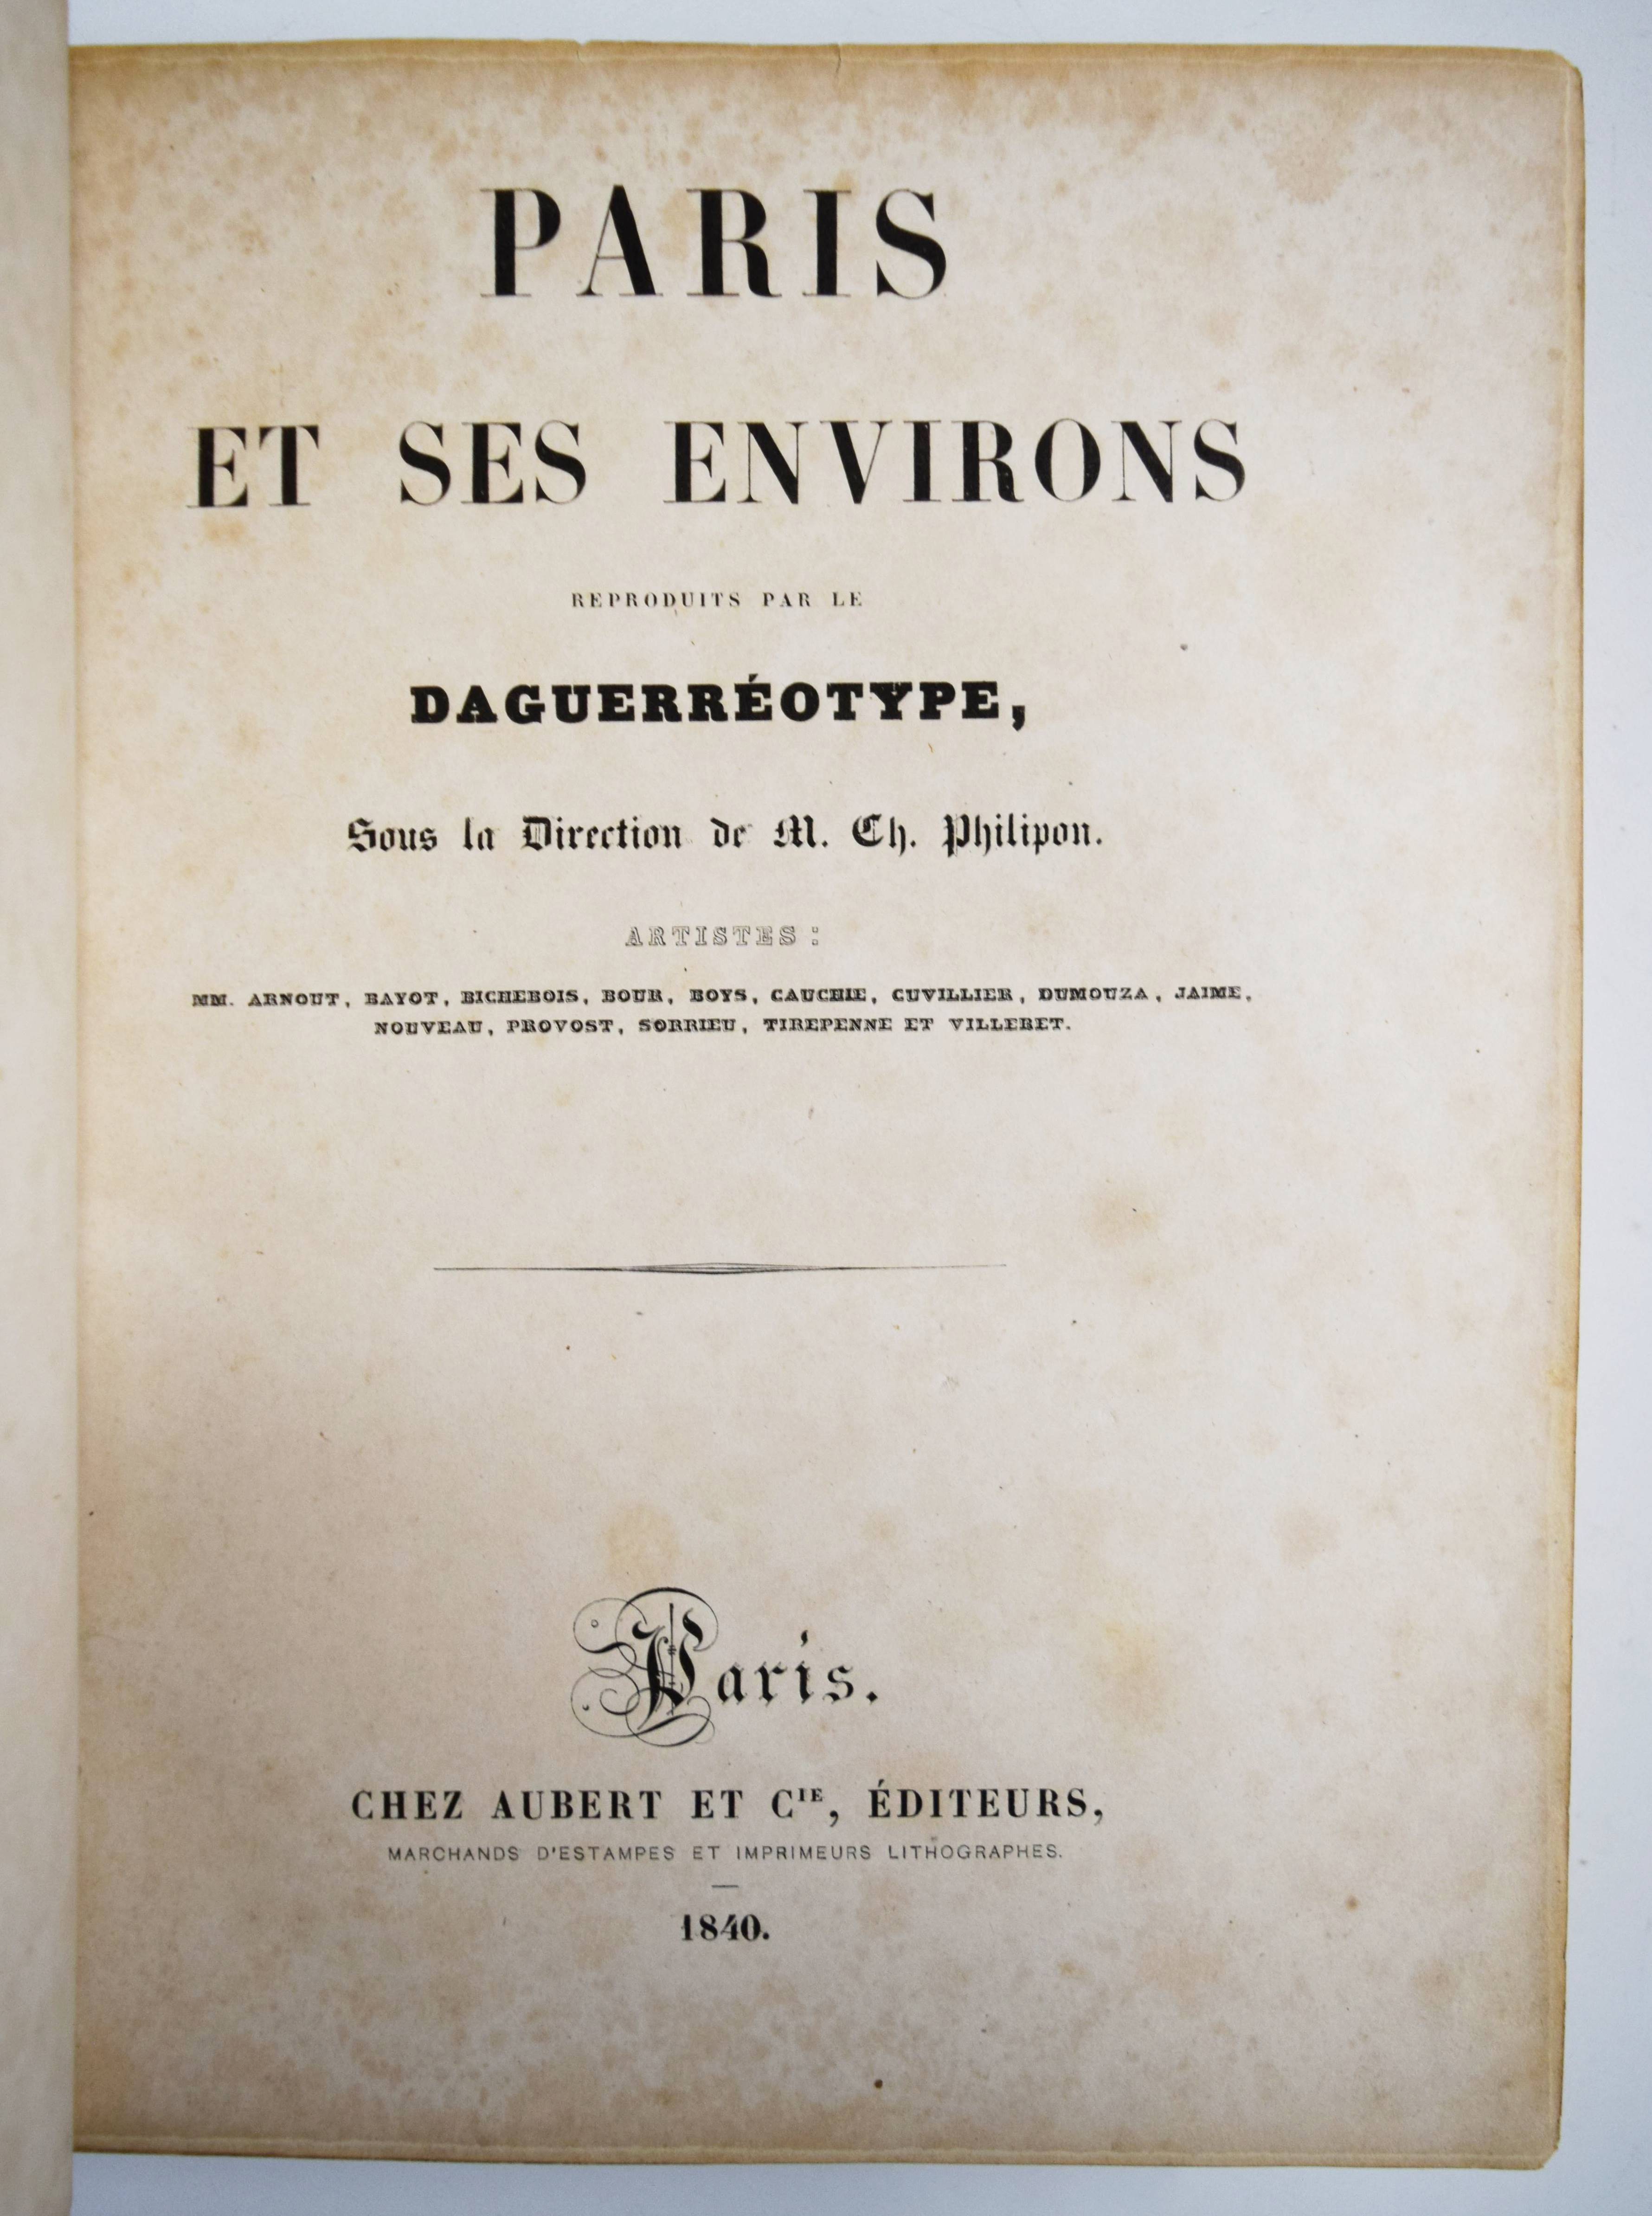 PARIS
ET SES ENVIRONS
REPRODUITS PAR LE
DAGUERRÉOTYPE,
Sous la Direction de M. Ch. Philipon.
ARTISTES :
MM. ARNOUT, BAYOT, BICHEBOIS, BOUR, BOYS, CAUCHIE, CUVILLIER, DUMOUZA, JAIME,
NOUVEAU, PROVOST, SORRIEU, TIREPENNE ET VILLERET.
Paris.
CHEZ AUBERT ET CIE, ÉDITEURS,
MARCHANDS D'ESTAMPES ET IMPRIMEURS LITHOGRAPHES.
1840.